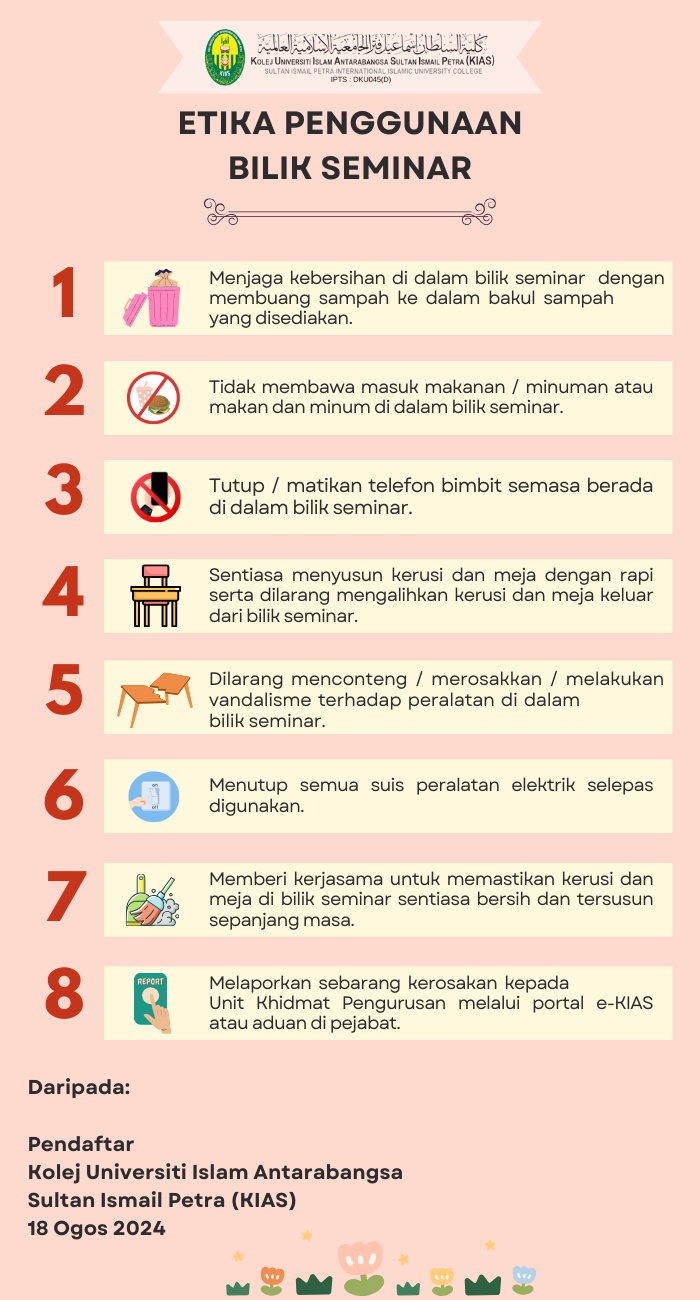 كلية السلطان إسماعيل فترا الجامعية الإسلامية العالمية
KOLEJ UNIVERSITI ISLAM ANTARABANGSA SULTAN ISMAIL PETRA (KIAS)
SULTAN ISMAIL PETRA INTERNATIONAL ISLAMIC UNIVERSITY COLLEGE
IPTS : DKU045(D)
KIAS
ETIKA PENGGUNAAN
BILIK SEMINAR
1
Menjaga kebersihan di dalam bilik seminar dengan
membuang sampah ke dalam bakul sampah
yang disediakan.
2
Tidak membawa masuk makanan / minuman atau
makan dan minum di dalam bilik seminar.
3
Tutup / matikan telefon bimbit semasa berada
di dalam bilik seminar.
4
Sentiasa menyusun kerusi dan meja dengan rapi
serta dilarang mengalihkan kerusi dan meja keluar
dari bilik seminar.
5
Dilarang menconteng / merosakkan / melakukan
vandalisme terhadap peralatan di dalam
bilik seminar.
6
on
off
Menutup semua suis peralatan elektrik selepas
digunakan.
7
Memberi kerjasama untuk memastikan kerusi dan
meja di bilik seminar sentiasa bersih dan tersusun
sepanjang masa.
8
REPORT
Melaporkan sebarang kerosakan kepada
Unit Khidmat Pengurusan melalui portal e-KIAS
atau aduan di pejabat.
Daripada:
Pendaftar
Kolej Universiti Islam Antarabangsa
Sultan Ismail Petra (KIAS)
18 Ogos 2024